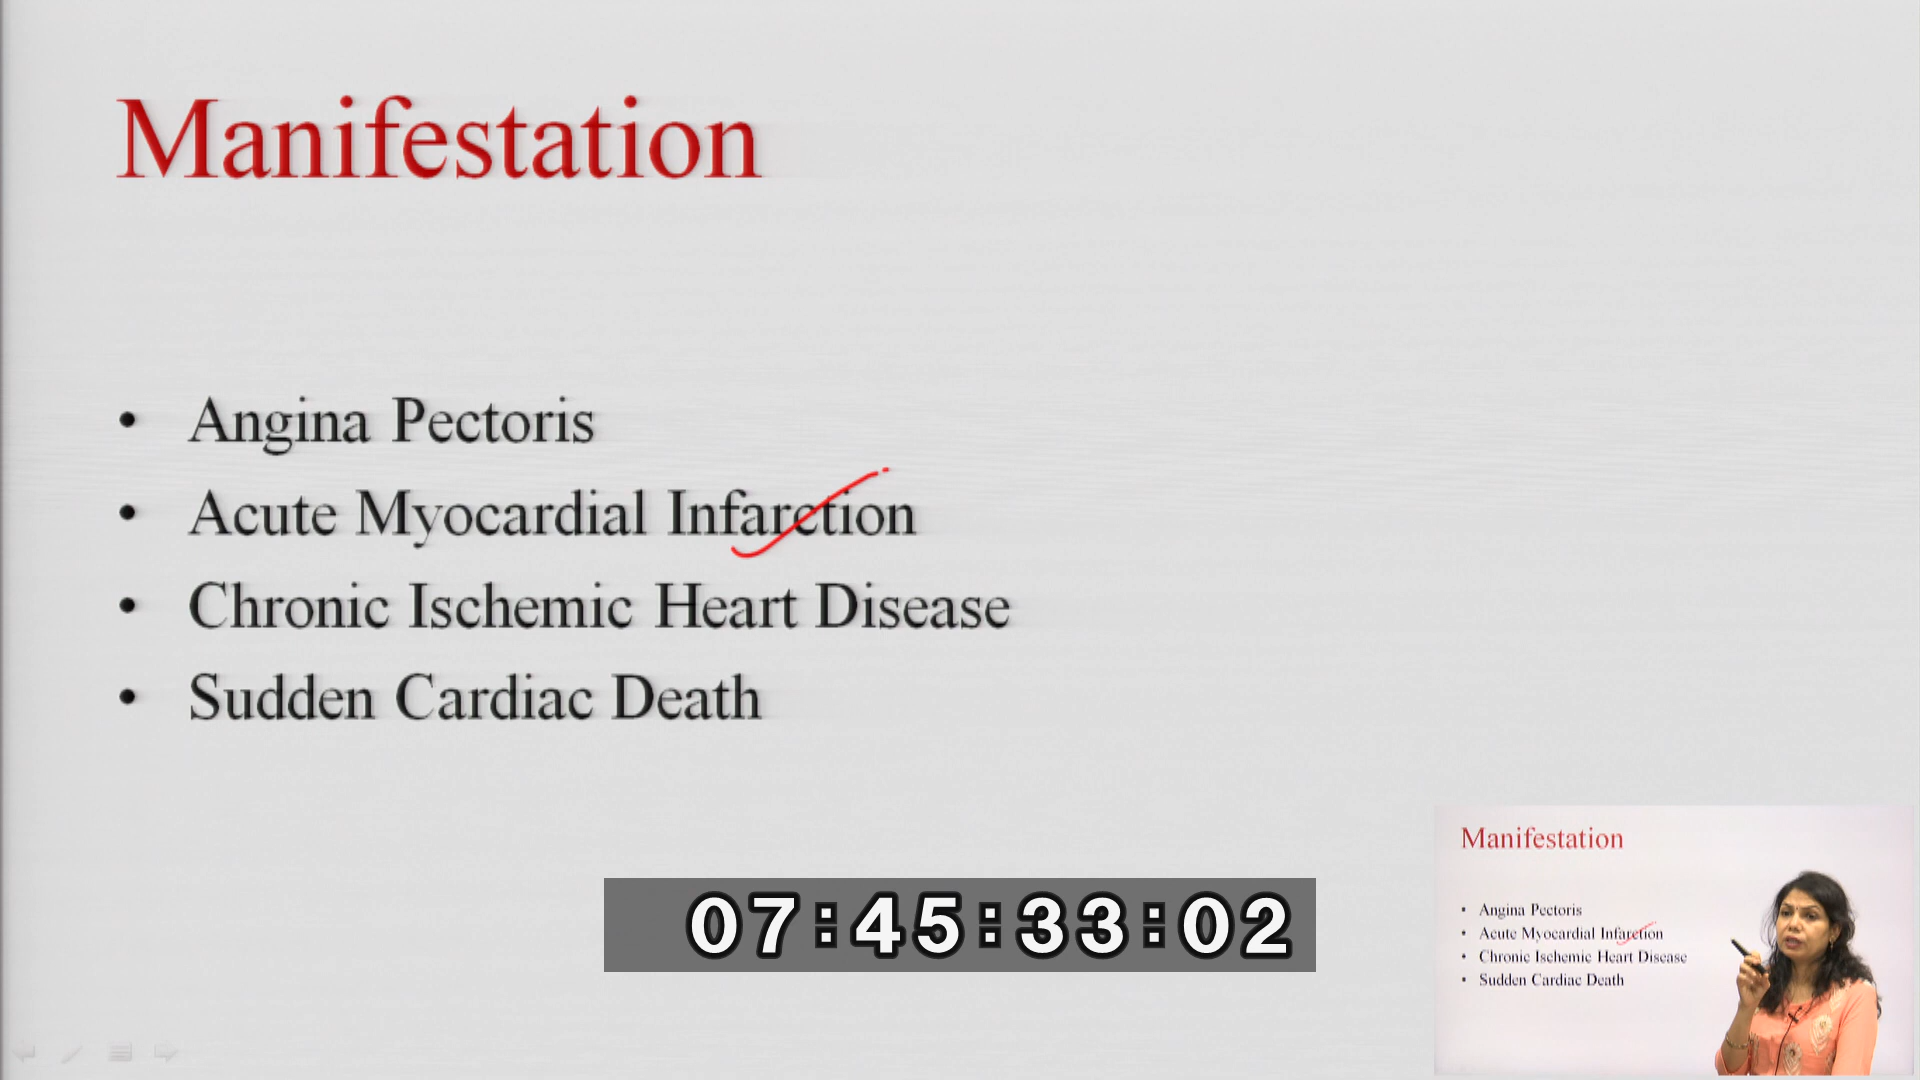 Manifestation
• Angina Pectoris
• Acute Myocardial Infarction
• Chronic Ischemic Heart Disease
• Sudden Cardiac Death
07:45:33:02
Manifestation
• Angina Pectoris
• Acute Myocardial Infarction
• Chronic Ischemic Heart Disease
• Sudden Cardiac Death